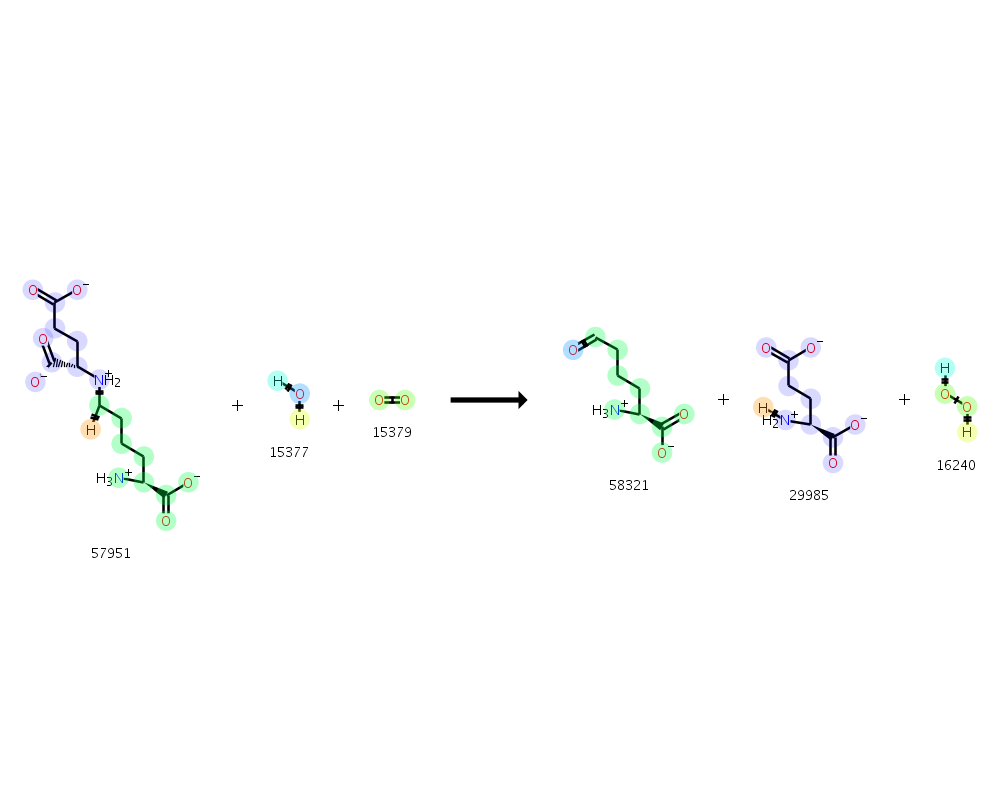 O O⁻
O
O⁻ NH₂⁺
H
H₃N⁺ O⁻
O
57951
+
H O
H
15377
+
O O
15379
O
H₃N⁺ O
O⁻
58321
+
O O⁻
H
H₂N⁺ O⁻
O
29985
+
H
O O
H
16240